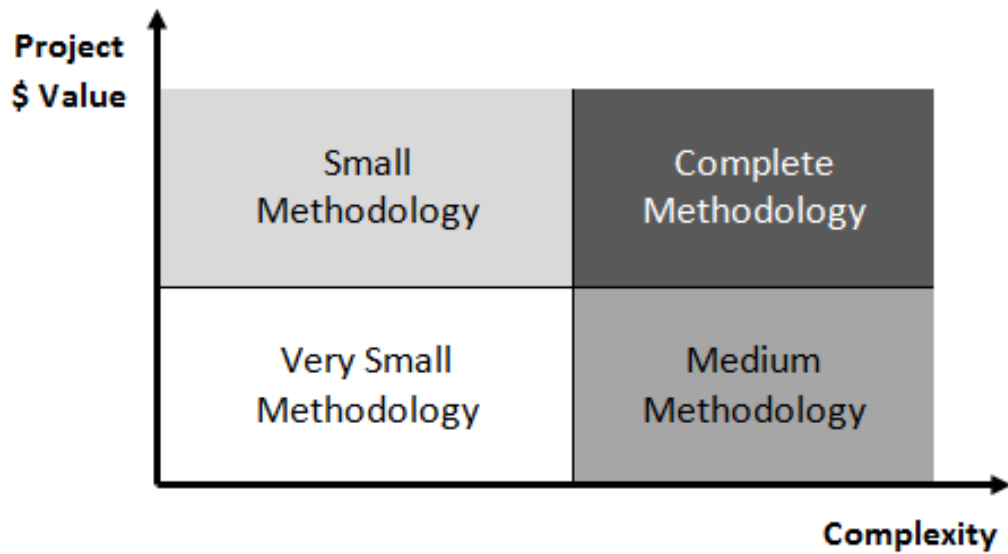 Project
$ Value
Small
Methodology
Complete
Methodology
Very Small
Methodology
Medium
Methodology
Complexity